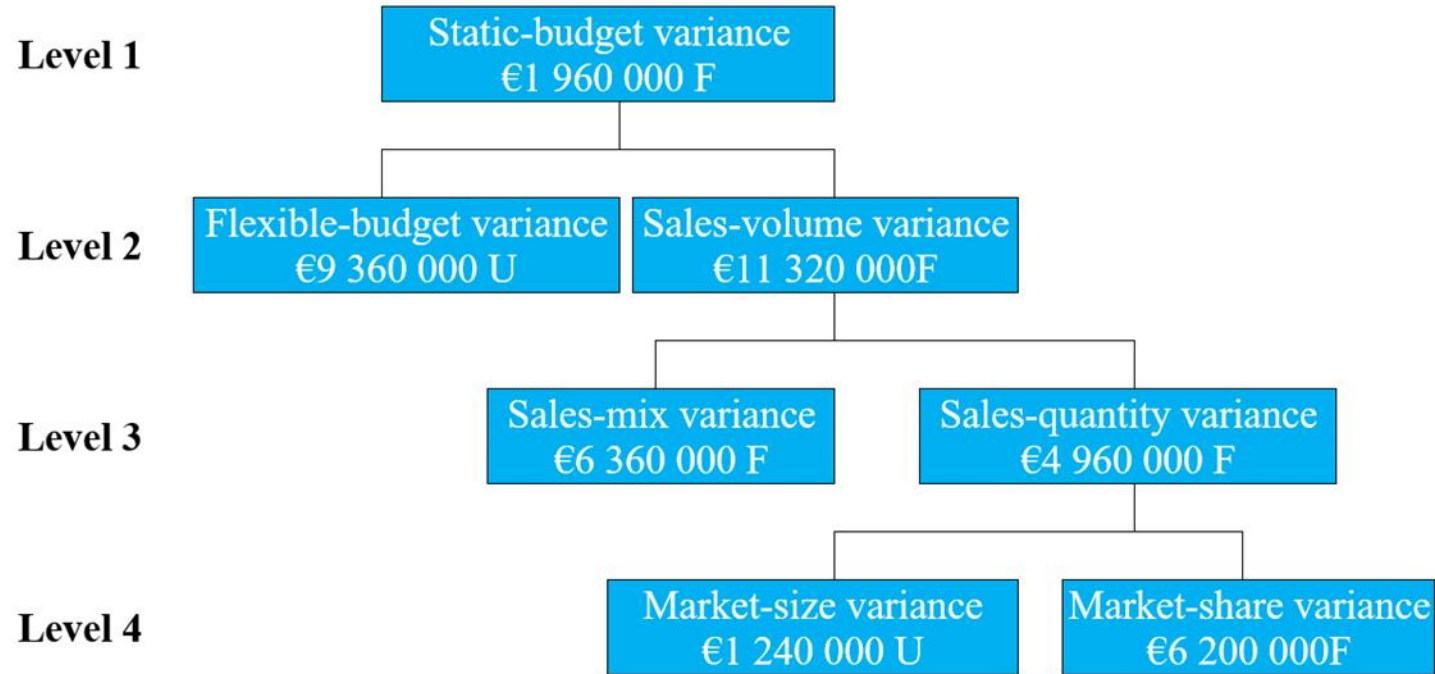 Level 1
Static-budget variance
€1 960 000 F
Level 2
Flexible-budget variance
€9 360 000 U
Sales-volume variance
€11 320 000F
Level 3
Sales-mix variance
€6 360 000 F
Sales-quantity variance
€4 960 000 F
Level 4
Market-size variance
€1 240 000 U
Market-share variance
€6 200 000F